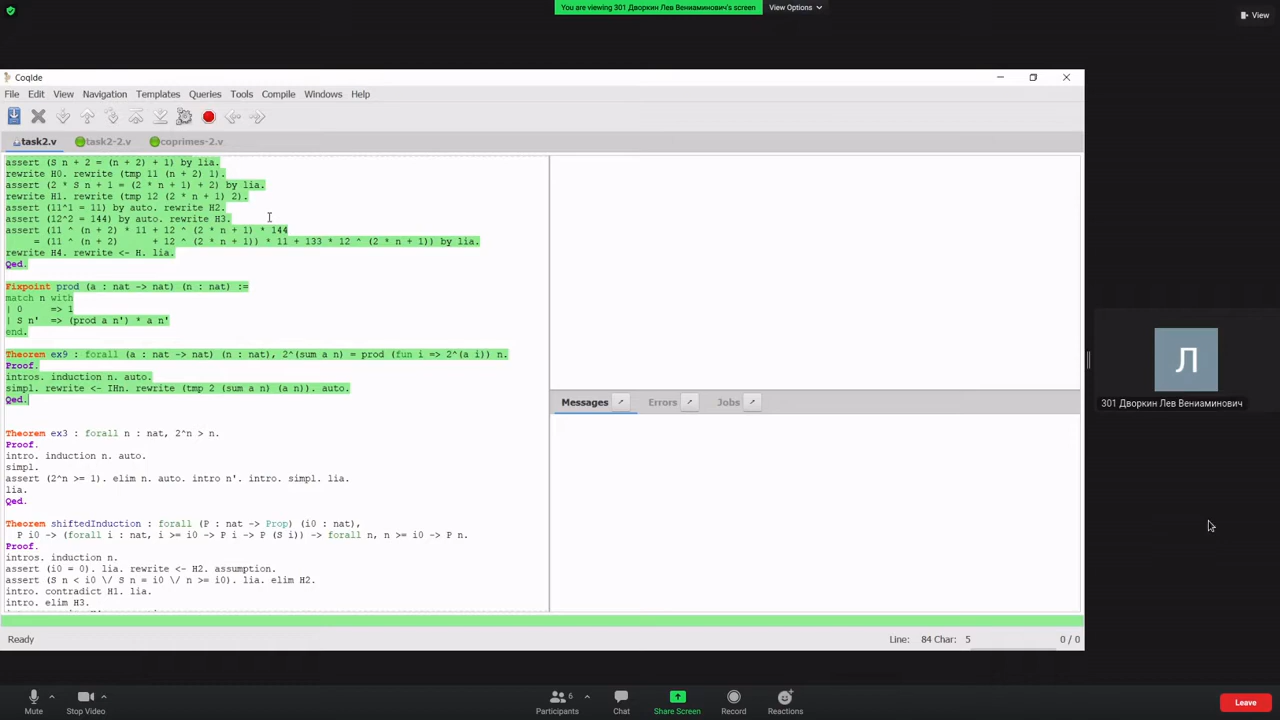 You are viewing 301 Дворкин Лев Вениаминович's screen
View Options
View
CoqIde
File Edit View Navigation Templates Queries Tools Compile Windows Help
task2.v task2-2.v coprimes-2.v
assert (S n + 2 = (n + 2) + 1) by lia.
rewrite H0. rewrite (tmp 11 (n + 2) 1).
assert (2 * S n + 1 = (2 * n + 1) + 2) by lia.
rewrite H1. rewrite (tmp 12 (2 * n + 1) 2).
assert (11^1 = 11) by auto. rewrite H2.
assert (12^2 = 144) by auto. rewrite H3.
assert (11 ^ (n + 2) * 11 + 12 ^ (2 * n + 1) * 144
= (11 ^ (n + 2) + 12 ^ (2 * n + 1)) * 11 + 133 * 12 ^ (2 * n + 1)) by lia.
rewrite H4. rewrite <- H. lia.
Qed.
Fixpoint prod (a : nat -> nat) (n : nat) :=
match n with
| 0 => 1
| S n' => (prod a n') * a n'
end.
Theorem ex9 : forall (a : nat -> nat) (n : nat), 2^(sum a n) = prod (fun i => 2^(a i)) n.
Proof.
intros. induction n. auto.
simpl. rewrite <- IHn. rewrite (tmp 2 (sum a n) (a n)). auto.
Qed.
Theorem ex3 : forall n : nat, 2^n > n.
Proof.
intro. induction n. auto.
simpl.
assert (2^n >= 1). elim n. auto. intro n'. intro. simpl. lia.
lia.
Qed.
Theorem shiftedInduction : forall (P : nat -> Prop) (i0 : nat),
P i0 -> (forall i : nat, i >= i0 -> P i -> P (S i)) -> forall n, n >= i0 -> P n.
Proof.
intros. induction n.
assert (i0 = 0). lia. rewrite <- H2. assumption.
assert (S n < i0 \/ S n = i0 \/ n >= i0). lia. elim H2.
intro. contradict H1. lia.
intro. elim H3.
Messages Errors Jobs
Ready
Line: 84 Char: 5
0 / 0
Л
301 Дворкин Лев Вениаминович
Mute
Stop Video
6
Participants
Chat
Share Screen
Record
Reactions
Leave